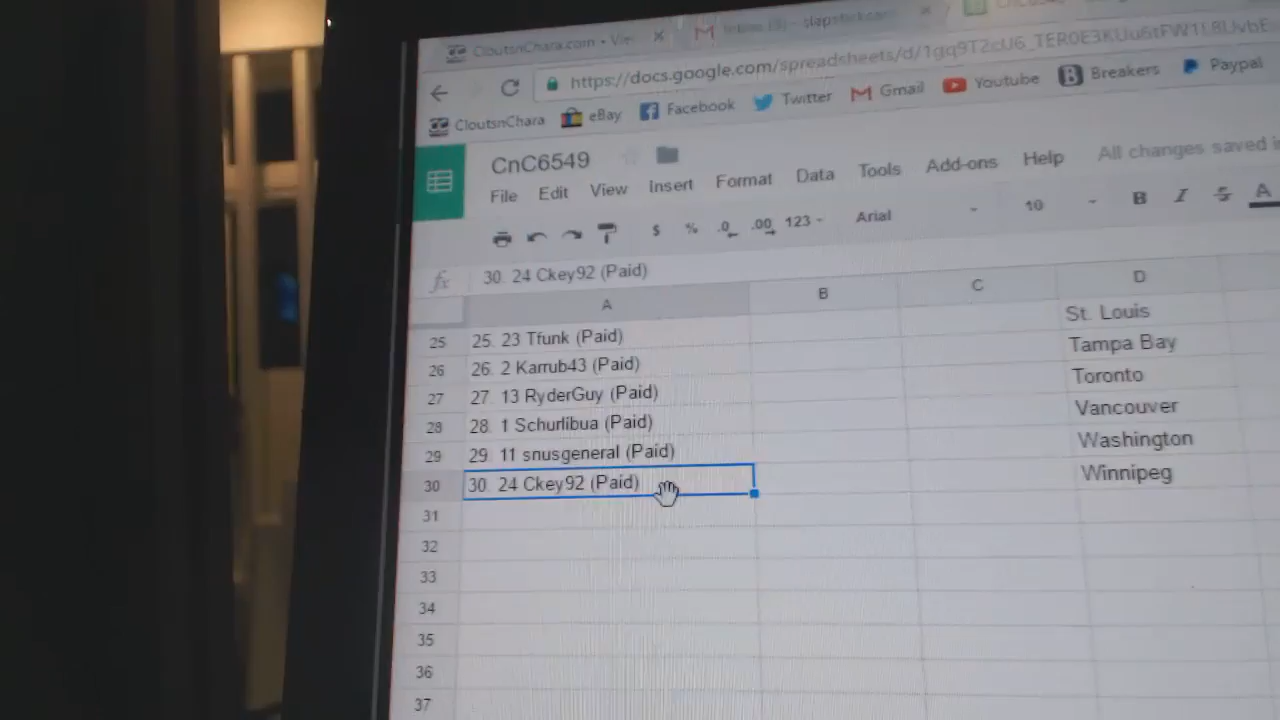 CloutsnChara.com • Vie
https://docs.google.com/spreadsheets/d/1gq9T2cU6_TER0E3KUu6tFW1L8UvbE
CloutsnChara eBay Facebook Twitter Gmail Youtube Breakers Paypal
CnC6549
File Edit View Insert Format Data Tools Add-ons Help All changes saved i
$ % .0 .00 123 Arial 10 B I S A
fx 30. 24 Ckey92 (Paid)
A B C D
25 25. 23 Tfunk (Paid) St. Louis
26 26. 2 Karrub43 (Paid) Tampa Bay
27 27. 13 RyderGuy (Paid) Toronto
28 28. 1 Schurlibua (Paid) Vancouver
29 29. 11 snusgeneral (Paid) Washington
30 30. 24 Ckey92 (Paid) Winnipeg
31
32
33
34
35
36
37